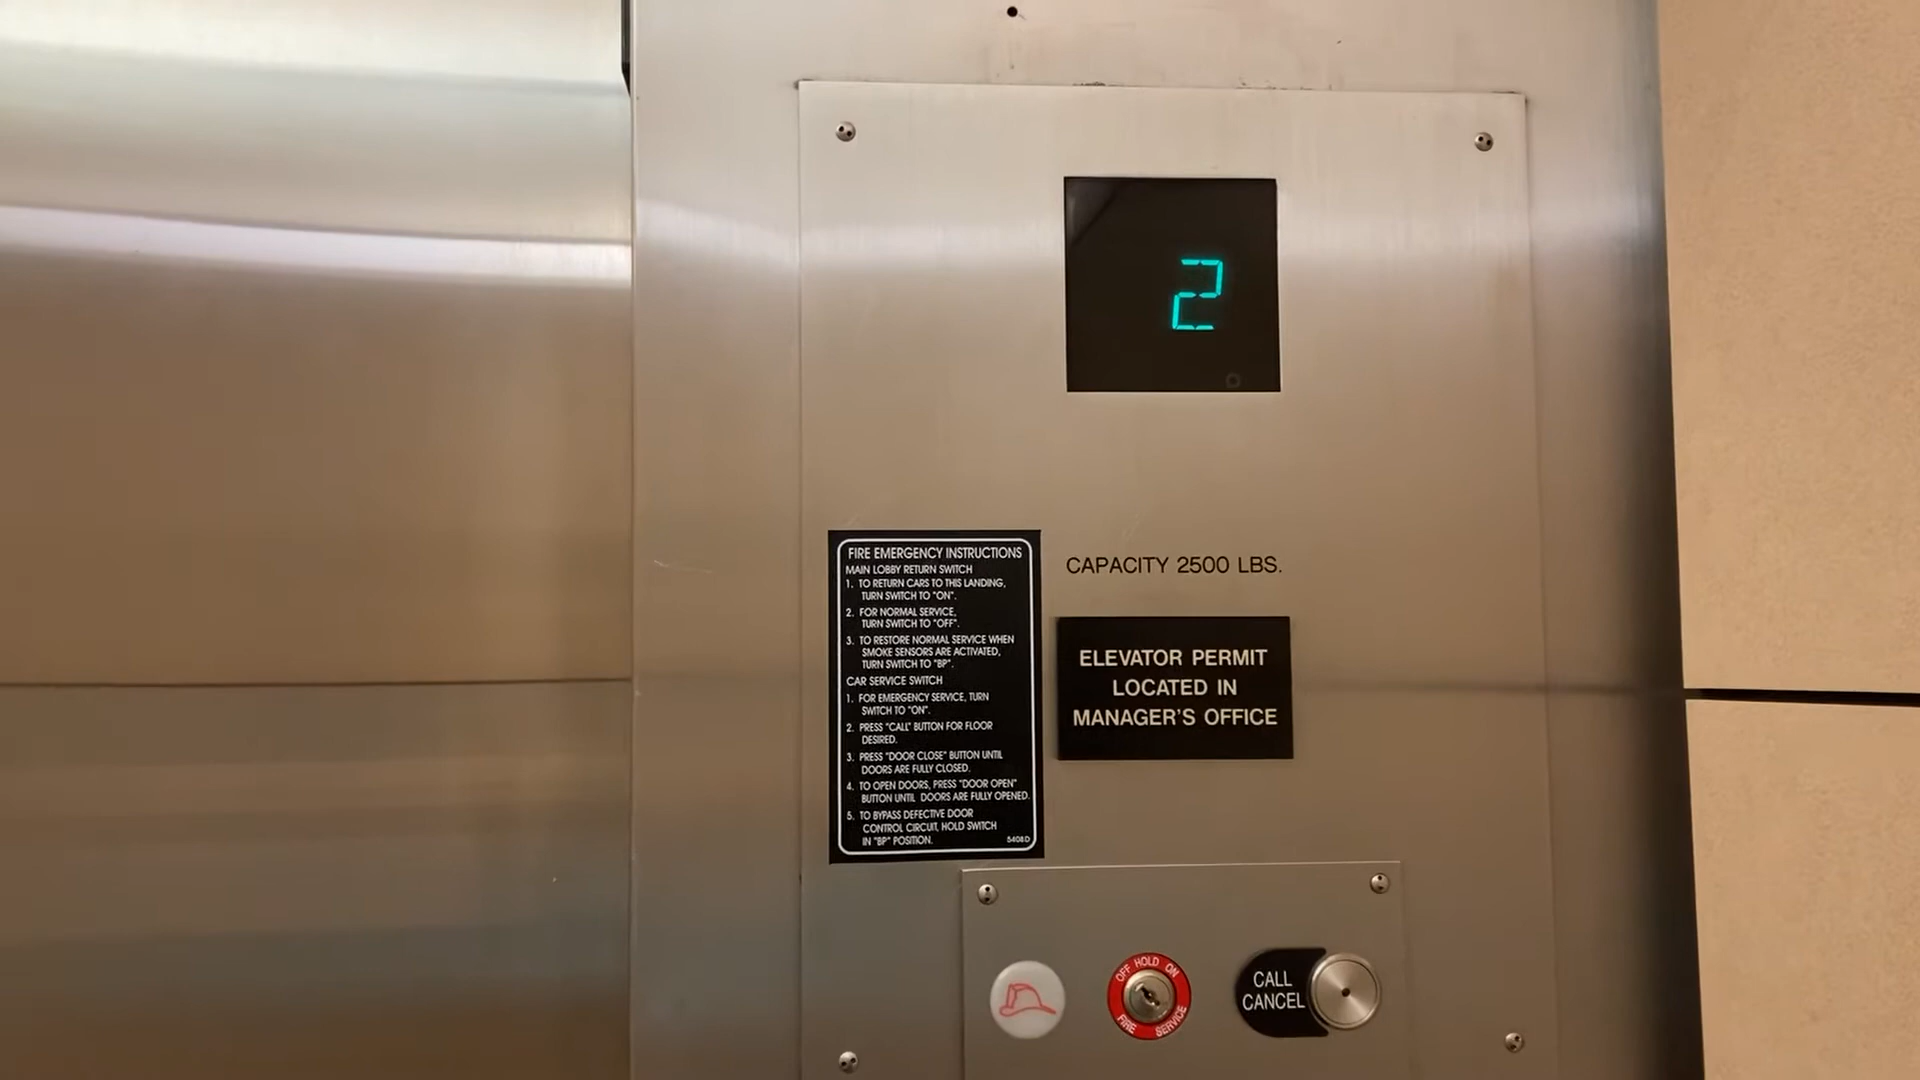 2
FIRE EMERGENCY INSTRUCTIONS
MAIN LOBBY RETURN SWITCH
1. TO RETURN CARS TO THIS LANDING,
TURN SWITCH TO "ON".
2. FOR NORMAL SERVICE,
TURN SWITCH TO "OFF".
3. TO RESTORE NORMAL SERVICE WHEN
SMOKE SENSORS ARE ACTIVATED,
TURN SWITCH TO "BP".
CAR SERVICE SWITCH
1. FOR EMERGENCY SERVICE, TURN
SWITCH TO "ON".
2. PRESS "CALL" BUTTON FOR FLOOR
DESIRED.
3. PRESS "DOOR CLOSE" BUTTON UNTIL
DOORS ARE FULLY CLOSED.
4. TO OPEN DOORS, PRESS "DOOR OPEN"
BUTTON UNTIL DOORS ARE FULLY OPENED.
5. TO BYPASS DEFECTIVE DOOR
CONTROL CIRCUIT, HOLD SWITCH
IN "BP" POSITION.
5408D
CAPACITY 2500 LBS.
ELEVATOR PERMIT
LOCATED IN
MANAGER'S OFFICE
OFF HOLD ON
FIRE SERVICE
CALL
CANCEL